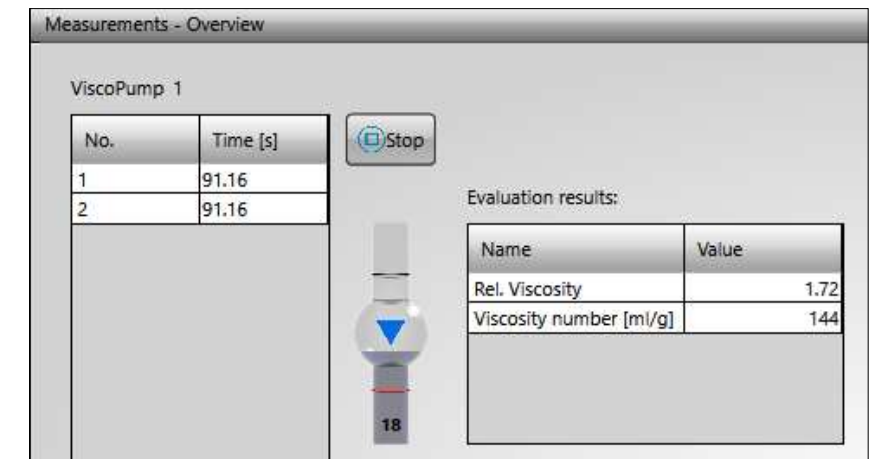 Measurements - Overview
ViscoPump 1
No. Time [s]
1 91.16
2 91.16
Stop
18
Evaluation results:
Name Value
Rel. Viscosity 1.72
Viscosity number [ml/g] 144